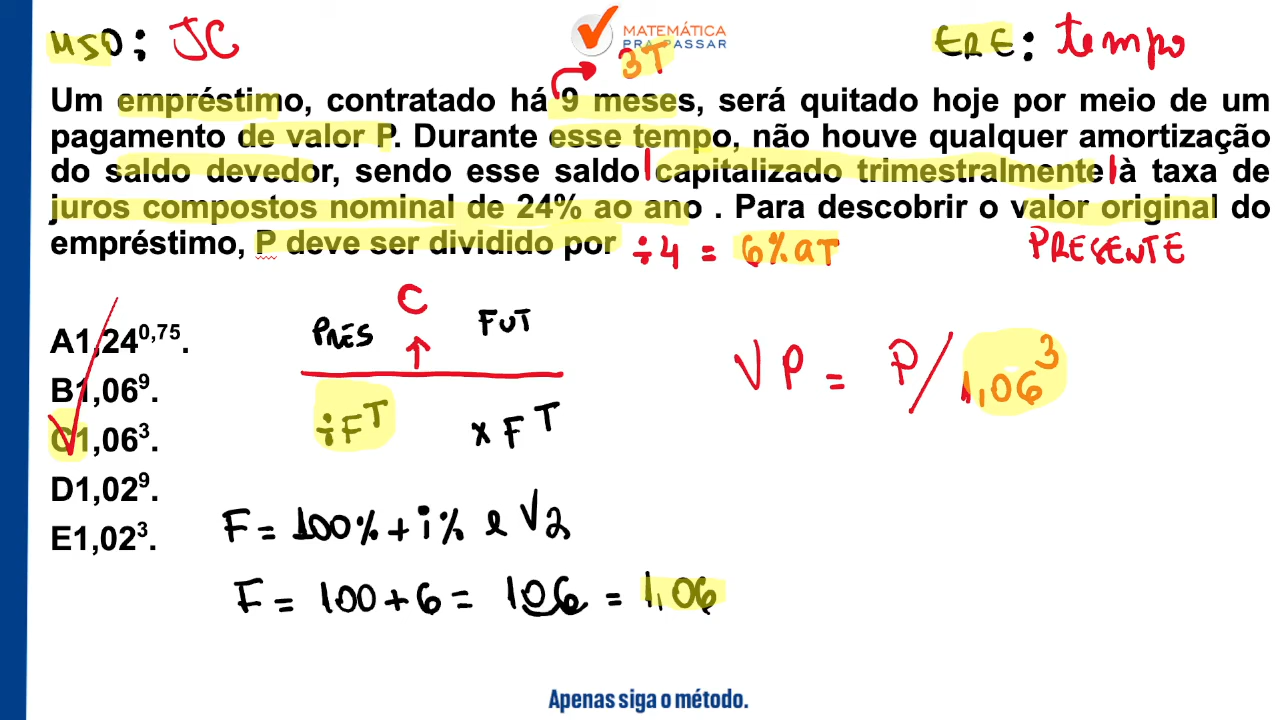 MSO: JC
MATEMÁTICA
PRA PASSAR
ERE: tempo
3T
Um empréstimo, contratado há 9 meses, será quitado hoje por meio de um
pagamento de valor P. Durante esse tempo, não houve qualquer amortização
do saldo devedor, sendo esse saldo capitalizado trimestralmente à taxa de
juros compostos nominal de 24% ao ano . Para descobrir o valor original do
empréstimo, P deve ser dividido por ÷4 = 6% aT PRESENTE
C
PRES FUT
A1,24^0,75.
B1,06^9.
C1,06^3.
D1,02^9.
E1,02^3.
÷F^T x F^T
VP = P/1,06^3
F = 100% + i% e V2
F = 100 + 6 = 106 = 1,06
Apenas siga o método.